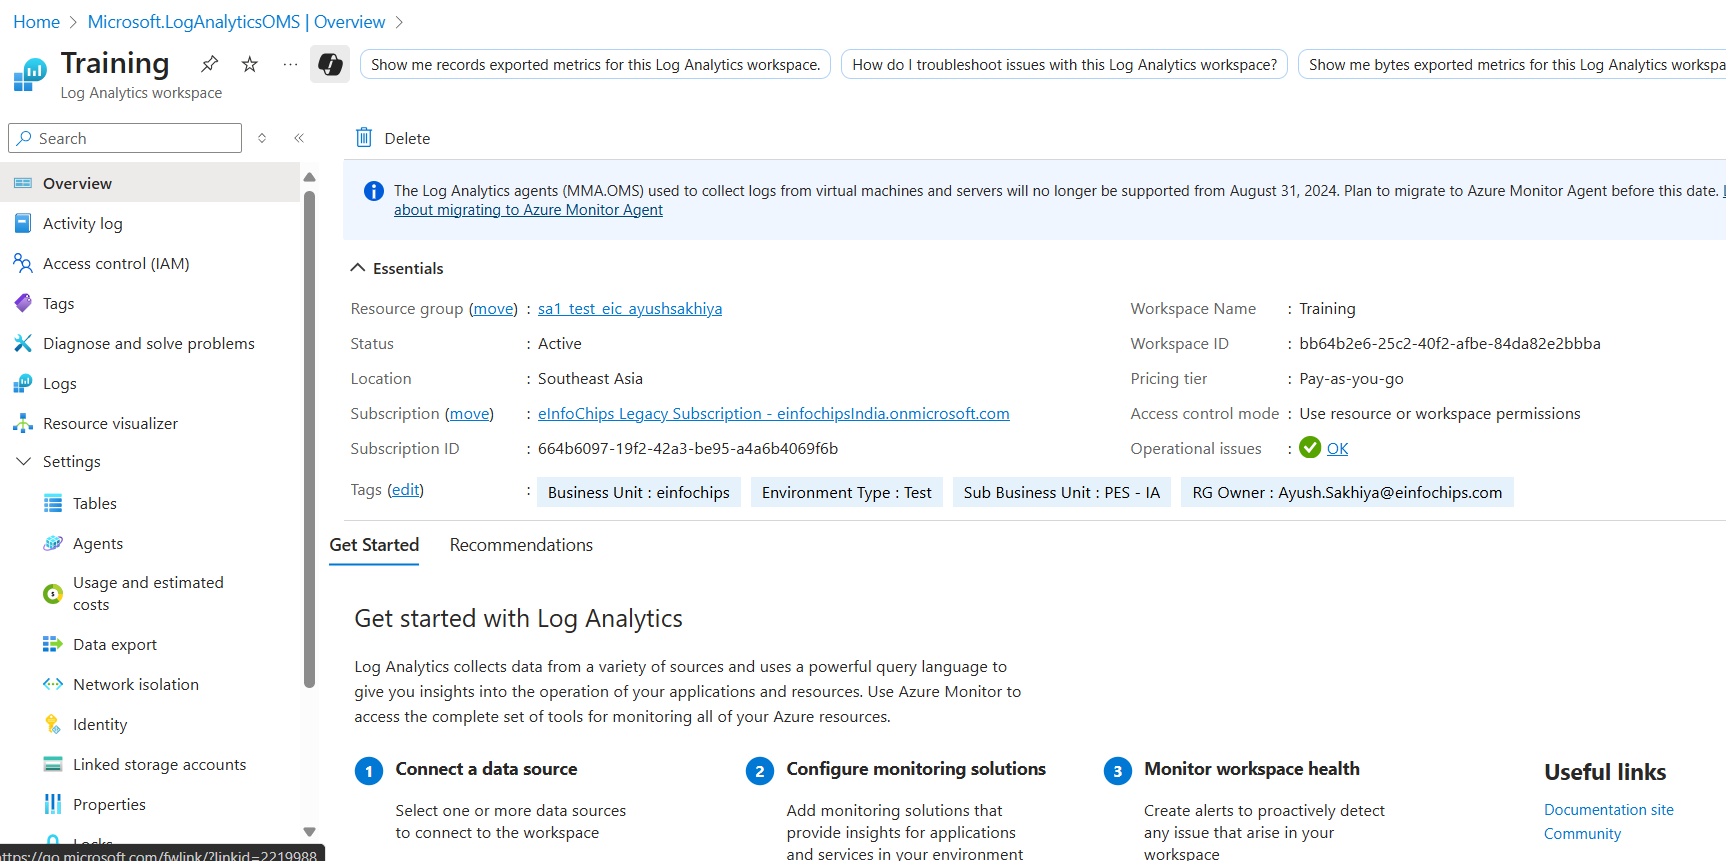 Home > Microsoft.LogAnalyticsOMS | Overview >
Training
Log Analytics workspace
Show me records exported metrics for this Log Analytics workspace.
How do I troubleshoot issues with this Log Analytics workspace?
Show me bytes exported metrics for this Log Analytics workspa
Search
Overview
Activity log
Access control (IAM)
Tags
Diagnose and solve problems
Logs
Resource visualizer
Settings
Tables
Agents
Usage and estimated
costs
Data export
Network isolation
Identity
Linked storage accounts
Properties
Locks
ttps://go.microsoft.com/fwlink/?linkid=2219988
Delete
The Log Analytics agents (MMA.OMS) used to collect logs from virtual machines and servers will no longer be supported from August 31, 2024. Plan to migrate to Azure Monitor Agent before this date.
about migrating to Azure Monitor Agent
Essentials
Resource group (move) : sa1_test_eic_ayushsakhiya
Status : Active
Location : Southeast Asia
Subscription (move) : eInfoChips Legacy Subscription - einfochipsIndia.onmicrosoft.com
Subscription ID : 664b6097-19f2-42a3-be95-a4a6b4069f6b
Workspace Name : Training
Workspace ID : bb64b2e6-25c2-40f2-afbe-84da82e2bbba
Pricing tier : Pay-as-you-go
Access control mode : Use resource or workspace permissions
Operational issues : OK
Tags (edit) : Business Unit : einfochips Environment Type : Test Sub Business Unit : PES - IA RG Owner : Ayush.Sakhiya@einfochips.com
Get Started Recommendations
Get started with Log Analytics
Log Analytics collects data from a variety of sources and uses a powerful query language to
give you insights into the operation of your applications and resources. Use Azure Monitor to
access the complete set of tools for monitoring all of your Azure resources.
1 Connect a data source
Select one or more data sources
to connect to the workspace
2 Configure monitoring solutions
Add monitoring solutions that
provide insights for applications
and services in your environment
3 Monitor workspace health
Create alerts to proactively detect
any issue that arise in your
workspace
Useful links
Documentation site
Community